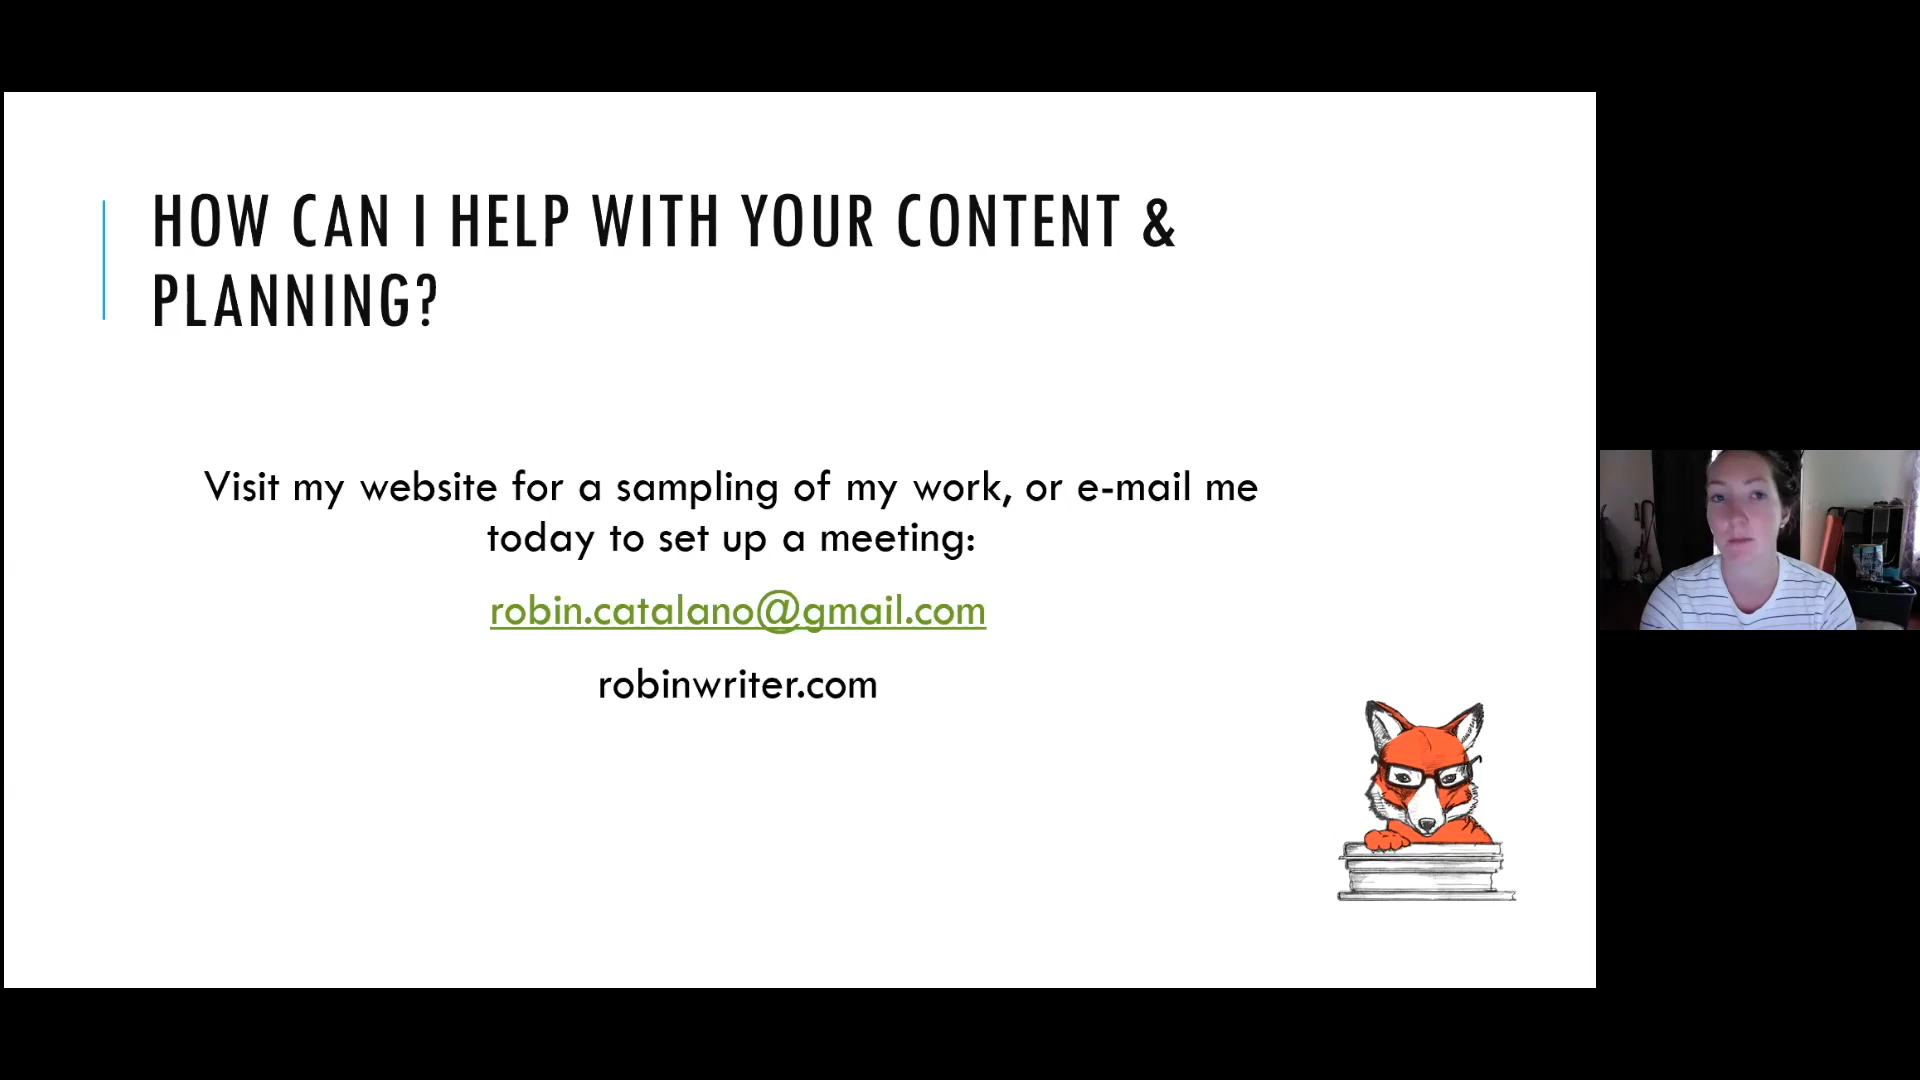 HOW CAN I HELP WITH YOUR CONTENT &
PLANNING?
Visit my website for a sampling of my work, or e-mail me
today to set up a meeting:
robin.catalano@gmail.com
robinwriter.com